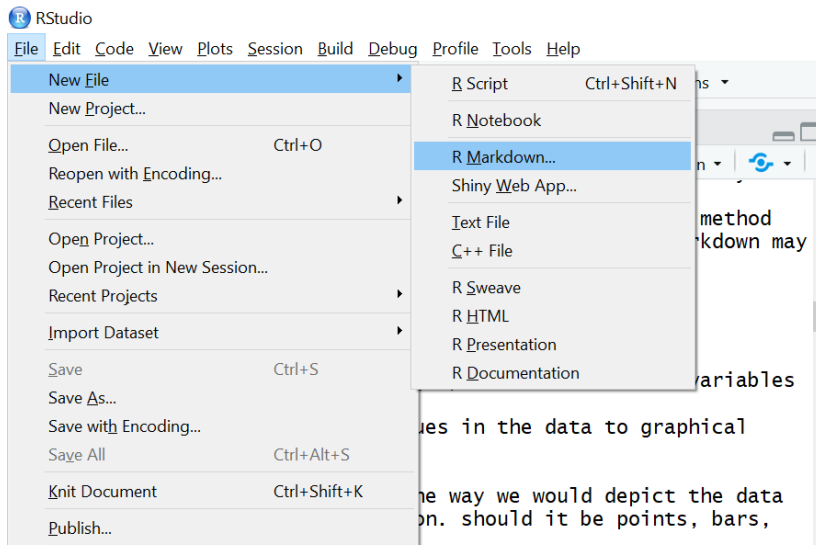 RStudio
File Edit Code View Plots Session Build Debug Profile Tools Help
New File
New Project...
Open File... Ctrl+O
Reopen with Encoding...
Recent Files
Open Project...
Open Project in New Session...
Recent Projects
Import Dataset
Save Ctrl+S
Save As...
Save with Encoding...
Save All Ctrl+Alt+S
Knit Document Ctrl+Shift+K
Publish...
R Script Ctrl+Shift+N
R Notebook
R Markdown...
Shiny Web App...
Text File
C++ File
R Sweave
R HTML
R Presentation
R Documentation
method
may
variables
in the data to graphical
way we would depict the data
should it be points, bars,